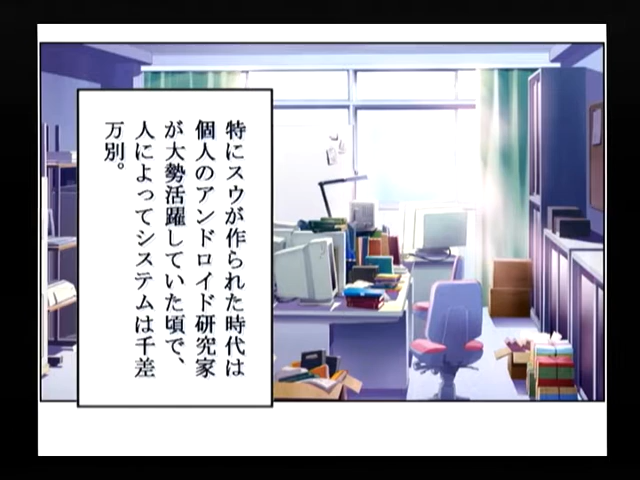 特にスウが作られた時代は
個人のアンドロイド研究家
が大勢活躍していた頃で、
人によってシステムは千差
万別。